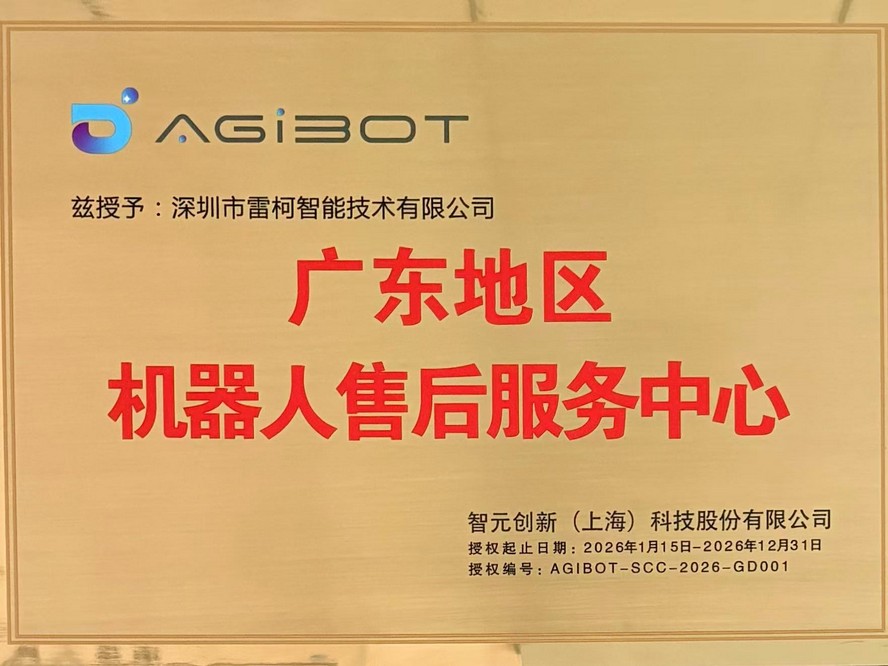 AGIBOT
兹授予：深圳市雷柯智能技术有限公司
广东地区
机器人售后服务中心
智元创新（上海）科技股份有限公司
授权起止日期：2026年1月15日-2026年12月31日
授权编号：AGIBOT-SCC-2026-GD001